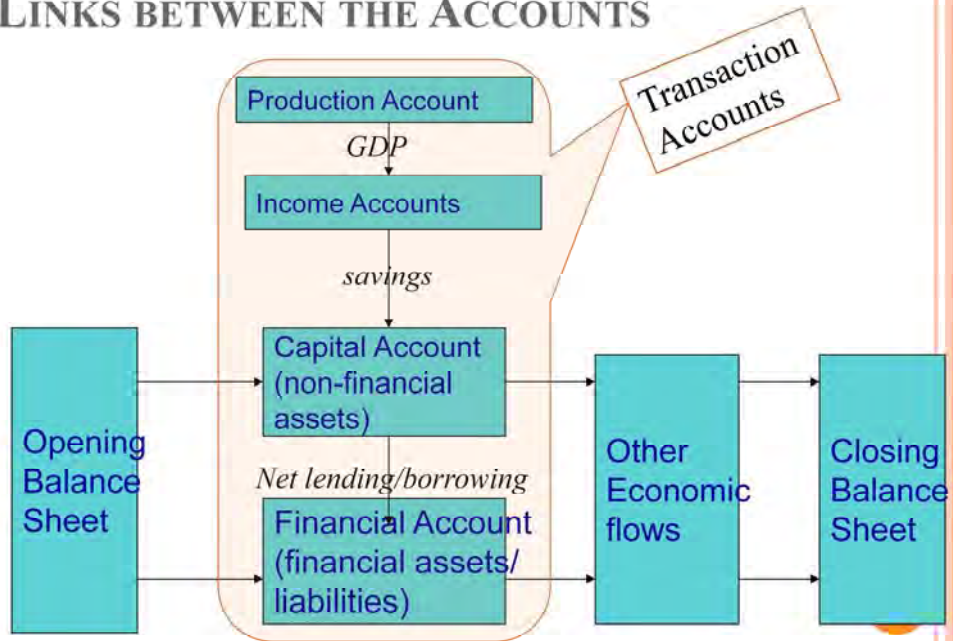 LINKS BETWEEN THE ACCOUNTS
Transaction
Accounts
Production Account
GDP
Income Accounts
savings
Capital Account
(non-financial
assets)
Opening
Balance
Sheet
Net lending/borrowing
Financial Account
(financial assets/
liabilities)
Other
Economic
flows
Closing
Balance
Sheet